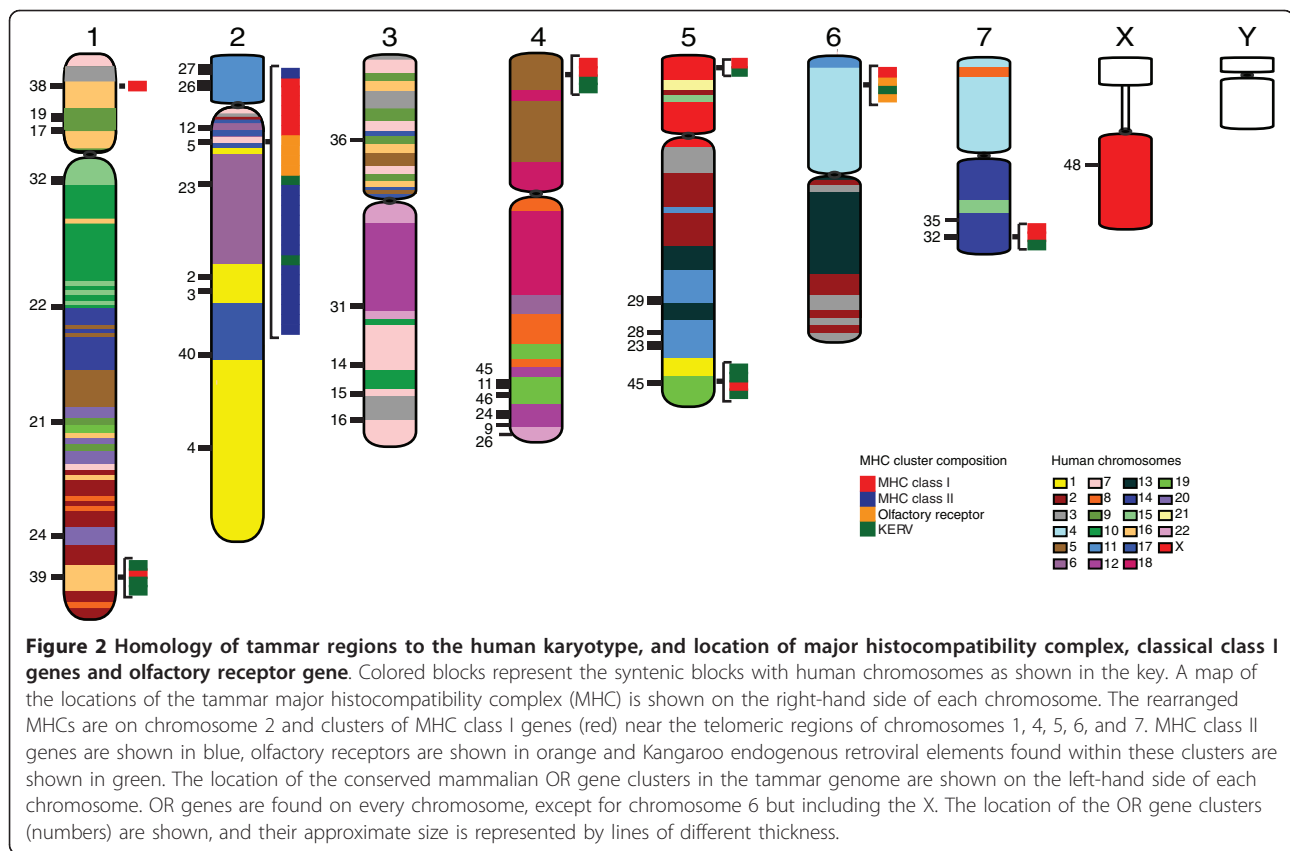 1 2 3 4 5 6 7 X Y
38
19
17
32
22
21
24
39
27
26
12
5
23
2
3
40
4
36
31
14
15
16
45
11
46
24
9
26
29
28
23
45
35
32
48
MHC cluster composition
MHC class I
MHC class II
Olfactory receptor
KERV
Human chromosomes
1 7 13 19
2 8 14 20
3 9 15 21
4 10 16 22
5 11 17 X
6 12 18
Figure 2 Homology of tammar regions to the human karyotype, and location of major histocompatibility complex, classical class I
genes and olfactory receptor gene. Colored blocks represent the syntenic blocks with human chromosomes as shown in the key. A map of
the locations of the tammar major histocompatibility complex (MHC) is shown on the right-hand side of each chromosome. The rearranged
MHCs are on chromosome 2 and clusters of MHC class I genes (red) near the telomeric regions of chromosomes 1, 4, 5, 6, and 7. MHC class II
genes are shown in blue, olfactory receptors are shown in orange and Kangaroo endogenous retroviral elements found within these clusters are
shown in green. The location of the conserved mammalian OR gene clusters in the tammar genome are shown on the left-hand side of each
chromosome. OR genes are found on every chromosome, except for chromosome 6 but including the X. The location of the OR gene clusters
(numbers) are shown, and their approximate size is represented by lines of different thickness.